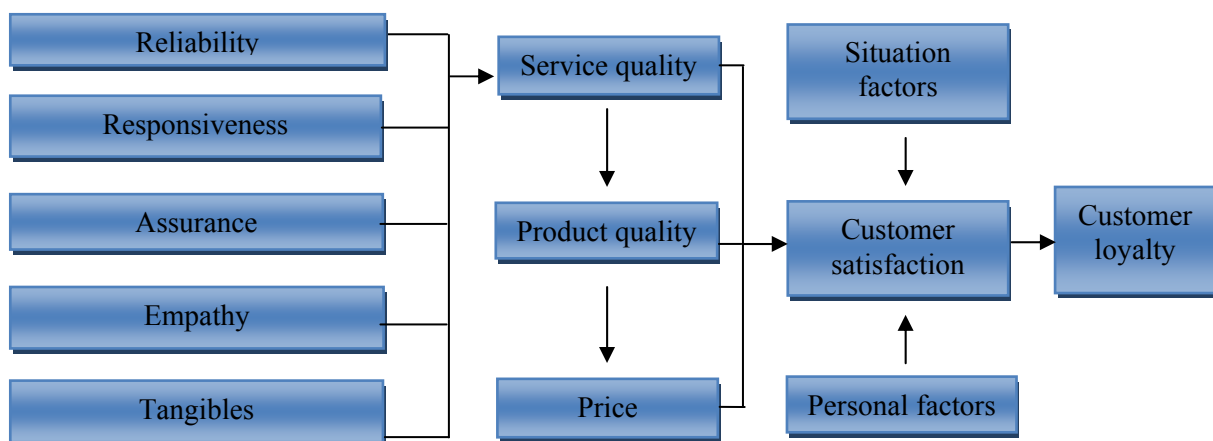 Reliability
Responsiveness
Assurance
Empathy
Tangibles
Service quality
Product quality
Price
Situation
factors
Customer
satisfaction
Personal factors
Customer
loyalty